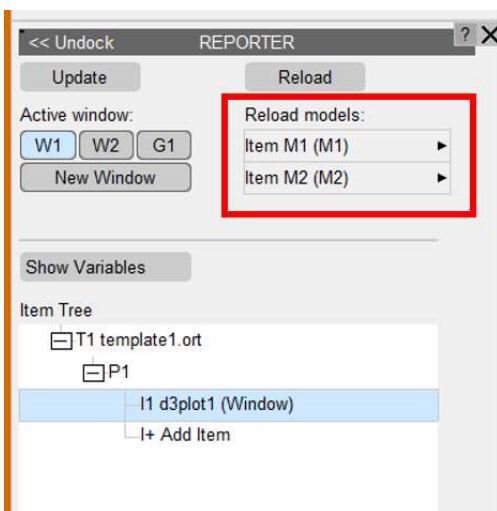 << Undock REPORTER ? X
Update Reload
Active window: Reload models:
W1 W2 G1 Item M1 (M1)
New Window Item M2 (M2)
Show Variables
Item Tree
T1 template1.ort
P1
I1 d3plot1 (Window)
I+ Add Item